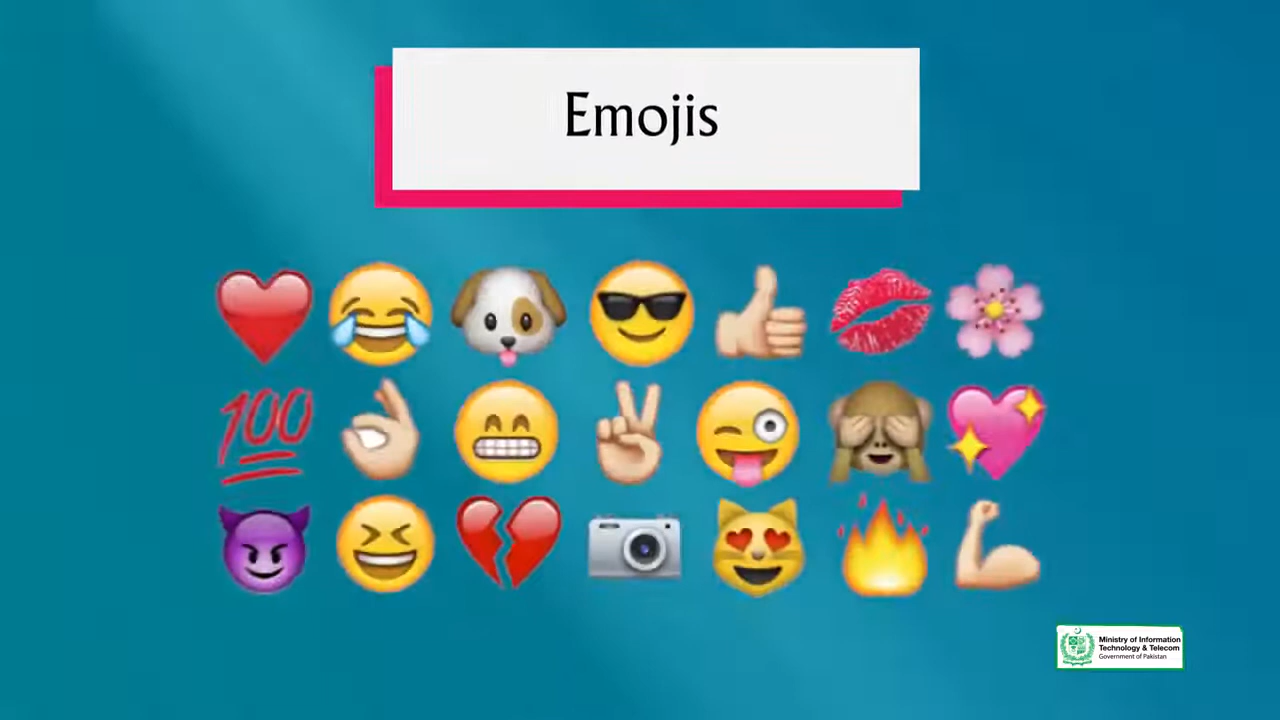 Emojis
100
Ministry of Information
Technology & Telecom
Government of Pakistan